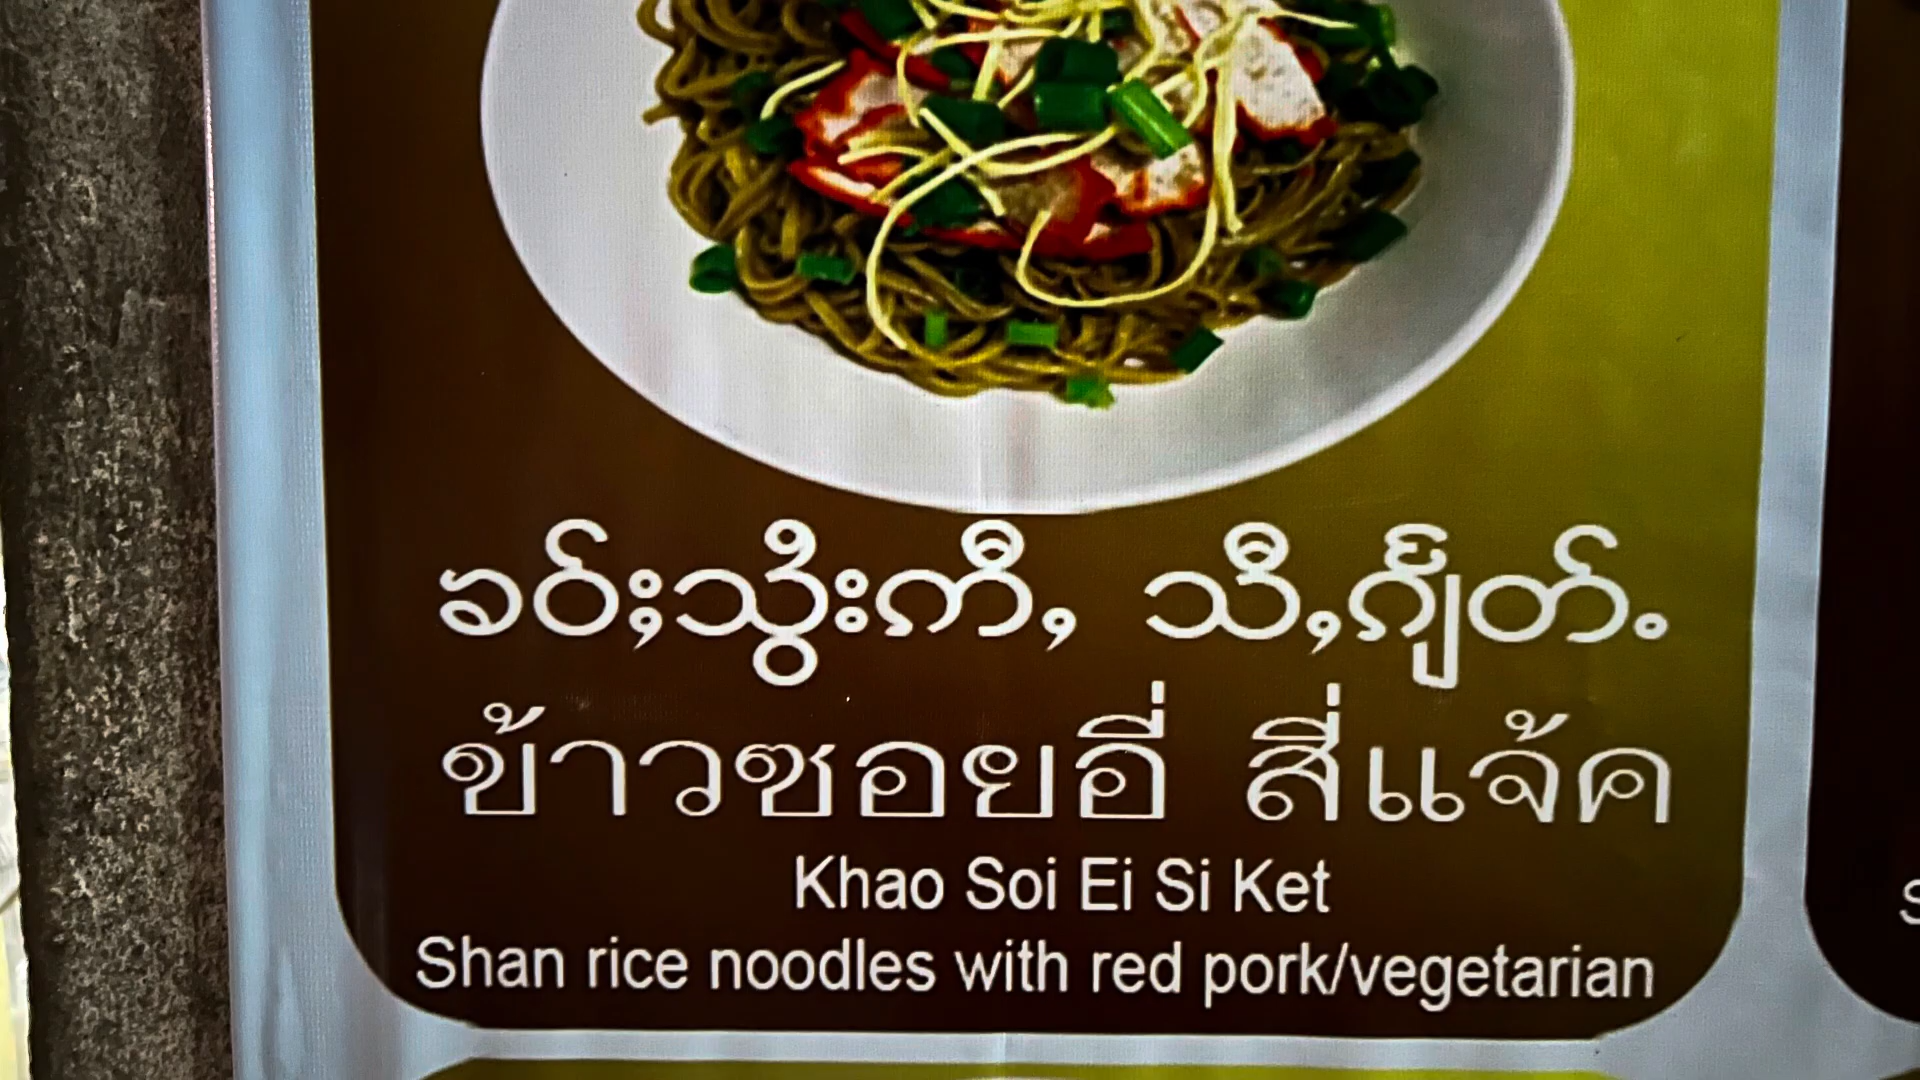 ၶဝ်ႈသွႆးဢီႇ သီႇၵျႅတ်ႉ
ข้าวซอยอี่ สี่แจ้ค
Khao Soi Ei Si Ket
Shan rice noodles with red pork/vegetarian